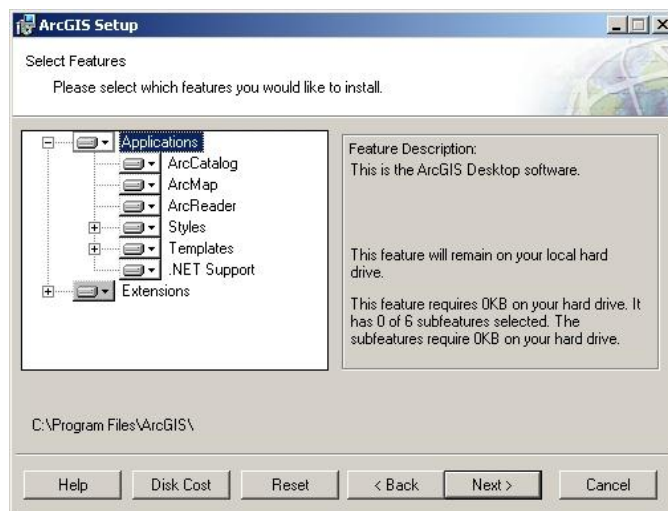 ArcGIS Setup
Select Features
Please select which features you would like to install.
Applications
ArcCatalog
ArcMap
ArcReader
Styles
Templates
.NET Support
Extensions
Feature Description:
This is the ArcGIS Desktop software.
This feature will remain on your local hard
drive.
This feature requires 0KB on your hard drive. It
has 0 of 6 subfeatures selected. The
subfeatures require 0KB on your hard drive.
C:\Program Files\ArcGIS\
Help Disk Cost Reset < Back Next > Cancel